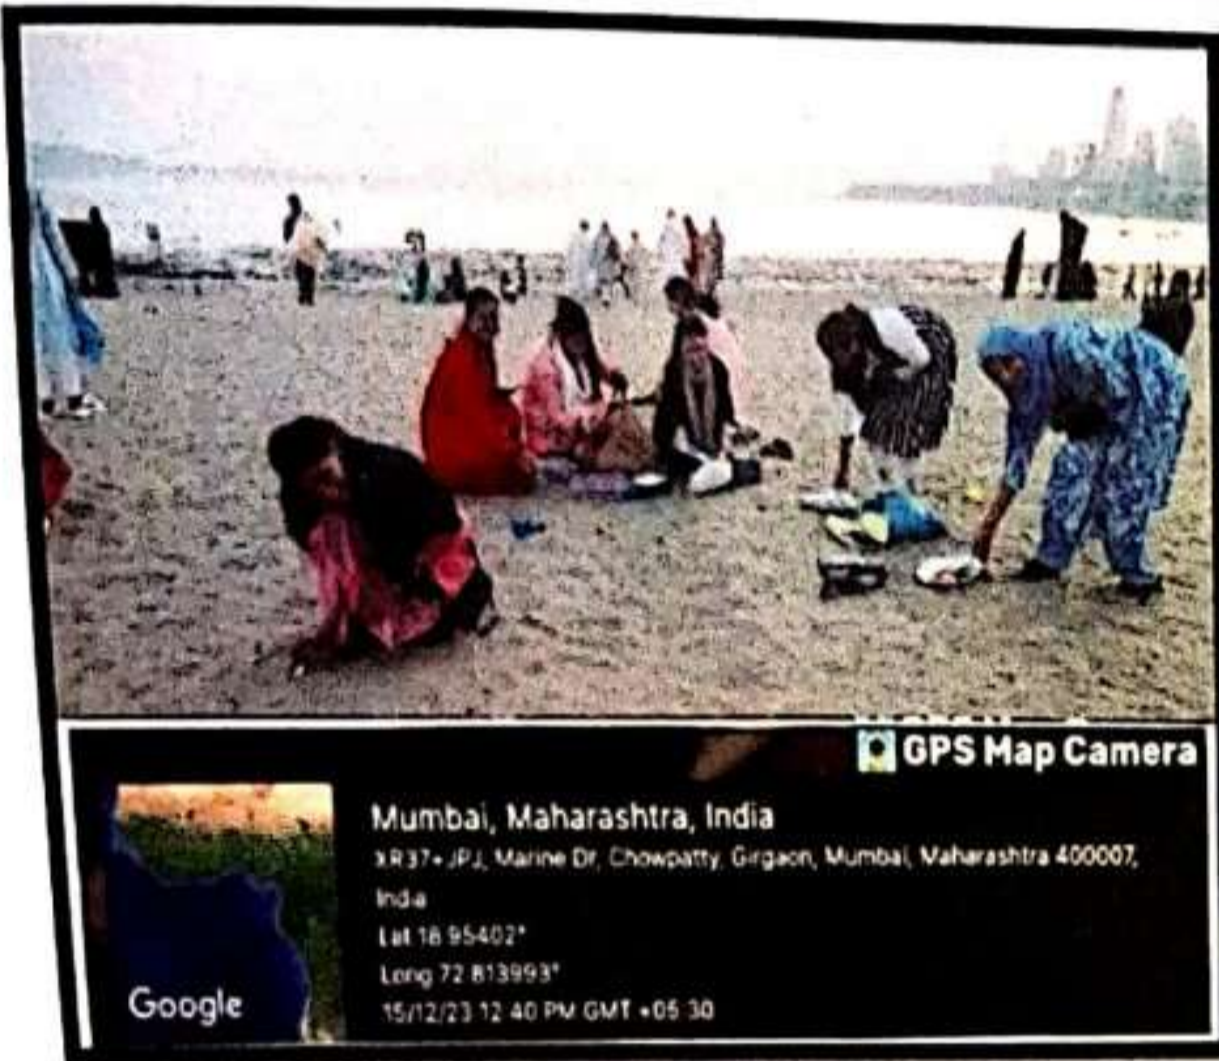 GPS Map Camera
Mumbai, Maharashtra, India
XR37+JPJ, Marine Dr, Chowpatty, Girgaon, Mumbai, Maharashtra 400007,
India
Lat 18.95402°
Long 72.813993°
15/12/23 12:40 PM GMT +05:30
Google